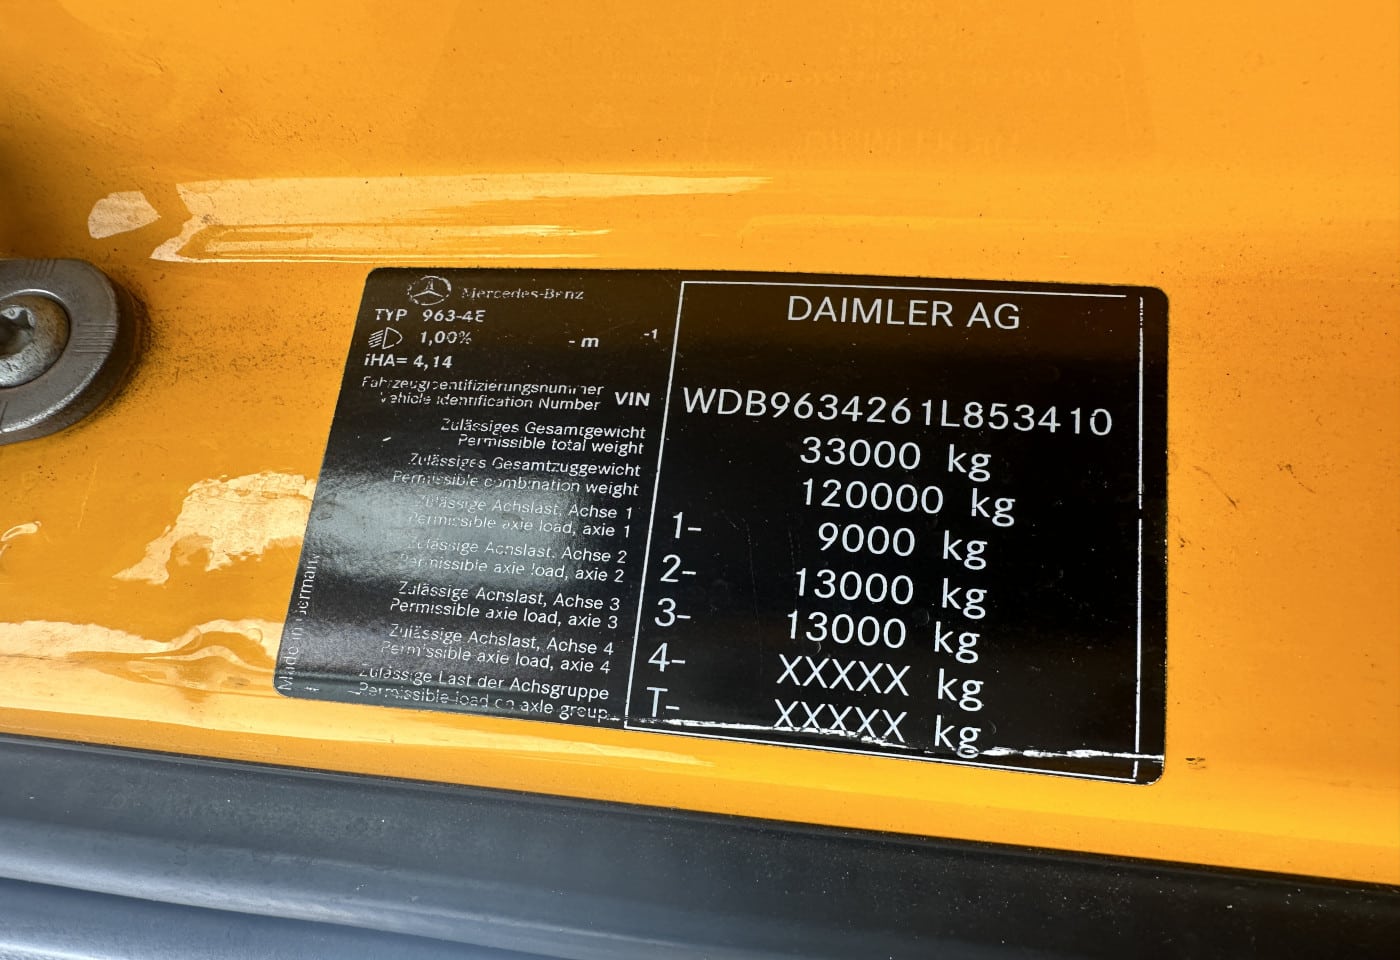 Mercedes-Benz
TYP 963-4E
1,00% - m -1
iHA= 4,14
DAIMLER AG
Fahrzeugidentifizierungsnummer
Vehicle Identification Number VIN WDB9634261L853410
Zulässiges Gesamtgewicht
Permissible total weight 33000 kg
Zulässiges Gesamtzuggewicht
Permissible combination weight 120000 kg
Zulässige Achslast, Achse 1
Permissible axle load, axle 1 1- 9000 kg
Zulässige Achslast, Achse 2
Permissible axle load, axle 2 2- 13000 kg
Zulässige Achslast, Achse 3
Permissible axle load, axle 3 3- 13000 kg
Zulässige Achslast, Achse 4
Permissible axle load, axle 4 4- XXXXX kg
Zulässige Last der Achsgruppe
Permissible load on axle group T- XXXXX kg
Made in Germany